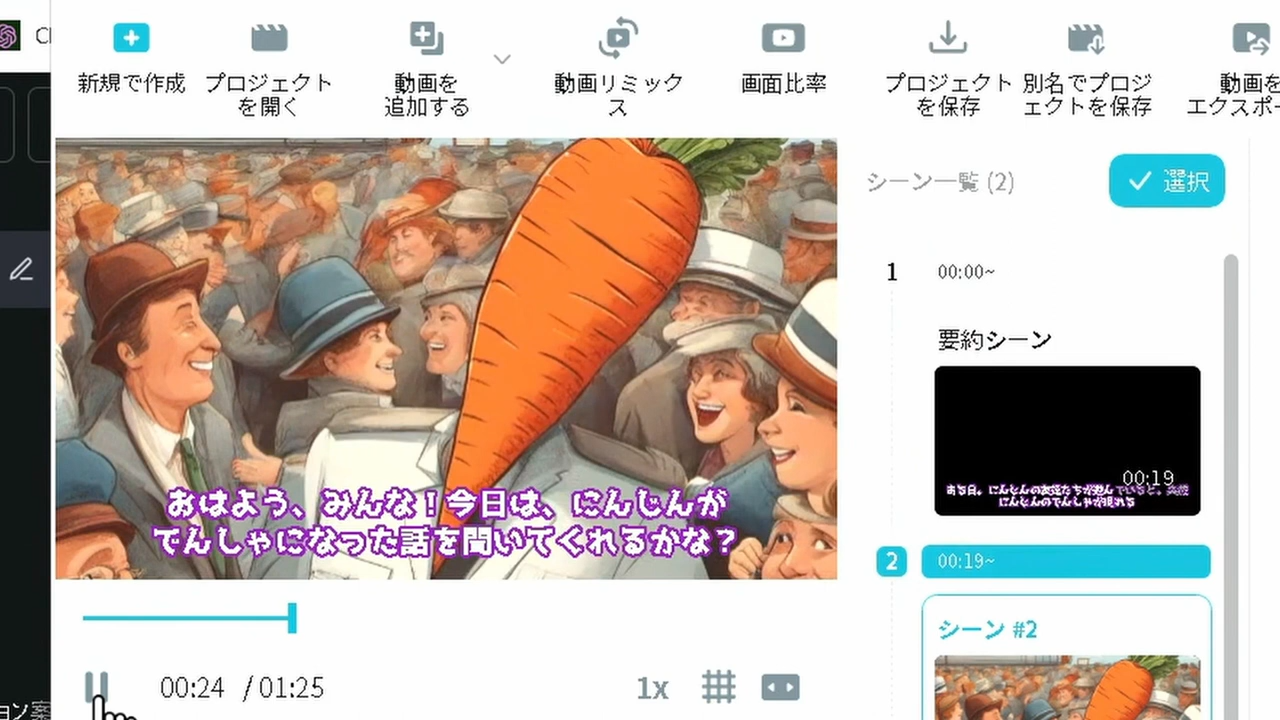 新規で作成
プロジェクト
を開く
動画を
追加する
動画リミック
ス
画面比率
プロジェクト
を保存
別名でプロジ
ェクトを保存
動画を
エクスポー
シーン一覧 (2)
選択
1
00:00~
要約シーン
00:19
2
00:19~
シーン #2
おはよう、みんな！今日は、にんじんが
でんしゃになった話を聞いてくれるかな？
00:24 / 01:25
1x